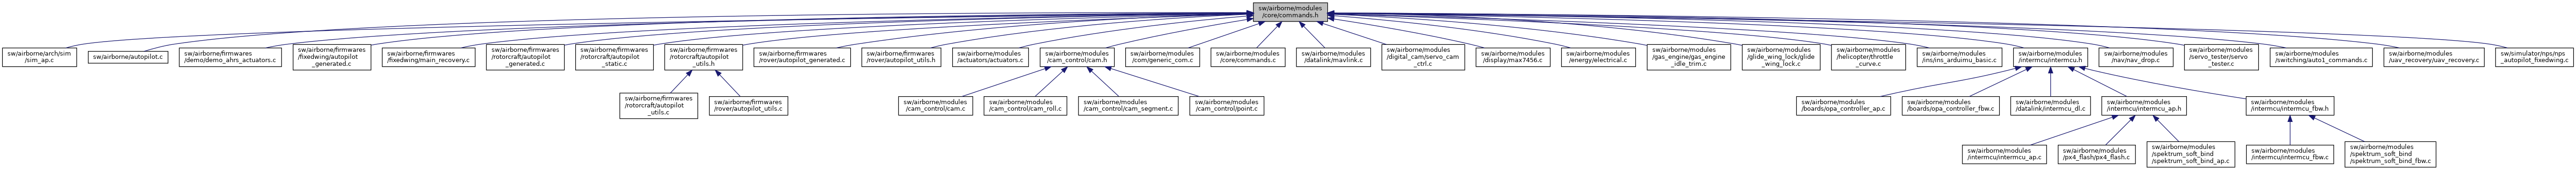 sw/airborne/modules
/core/commands.h
sw/airborne/arch/sim
/sim_ap.c
sw/airborne/autopilot.c
sw/airborne/firmwares
/demo/demo_ahrs_actuators.c
sw/airborne/firmwares
/fixedwing/autopilot
_generated.c
sw/airborne/firmwares
/fixedwing/main_recovery.c
sw/airborne/firmwares
/rotorcraft/autopilot
_generated.c
sw/airborne/firmwares
/rotorcraft/autopilot
_static.c
sw/airborne/firmwares
/rotorcraft/autopilot
_utils.h
sw/airborne/firmwares
/rover/autopilot_generated.c
sw/airborne/firmwares
/rover/autopilot_utils.h
sw/airborne/modules
/actuators/actuators.c
sw/airborne/modules
/cam_control/cam.h
sw/airborne/modules
/com/generic_com.c
sw/airborne/modules
/core/commands.c
sw/airborne/modules
/datalink/mavlink.c
sw/airborne/modules
/digital_cam/servo_cam
_ctrl.c
sw/airborne/modules
/display/max7456.c
sw/airborne/modules
/energy/electrical.c
sw/airborne/modules
/gas_engine/gas_engine
_idle_trim.c
sw/airborne/modules
/glide_wing_lock/glide
_wing_lock.c
sw/airborne/modules
/helicopter/throttle
_curve.c
sw/airborne/modules
/ins/ins_arduimu_basic.c
sw/airborne/modules
/intermcu/intermcu.h
sw/airborne/modules
/nav/nav_drop.c
sw/airborne/modules
/servo_tester/servo
_tester.c
sw/airborne/modules
/switching/auto1_commands.c
sw/airborne/modules
/uav_recovery/uav_recovery.c
sw/simulator/nps/nps
_autopilot_fixedwing.c
sw/airborne/firmwares
/rotorcraft/autopilot
_utils.c
sw/airborne/firmwares
/rover/autopilot_utils.c
sw/airborne/modules
/cam_control/cam.c
sw/airborne/modules
/cam_control/cam_roll.c
sw/airborne/modules
/cam_control/cam_segment.c
sw/airborne/modules
/cam_control/point.c
sw/airborne/modules
/boards/opa_controller_ap.c
sw/airborne/modules
/boards/opa_controller_fbw.c
sw/airborne/modules
/datalink/intermcu_dl.c
sw/airborne/modules
/intermcu/intermcu_ap.h
sw/airborne/modules
/intermcu/intermcu_fbw.h
sw/airborne/modules
/intermcu/intermcu_ap.c
sw/airborne/modules
/px4_flash/px4_flash.c
sw/airborne/modules
/spektrum_soft_bind
/spektrum_soft_bind_ap.c
sw/airborne/modules
/intermcu/intermcu_fbw.c
sw/airborne/modules
/spektrum_soft_bind
/spektrum_soft_bind_fbw.c